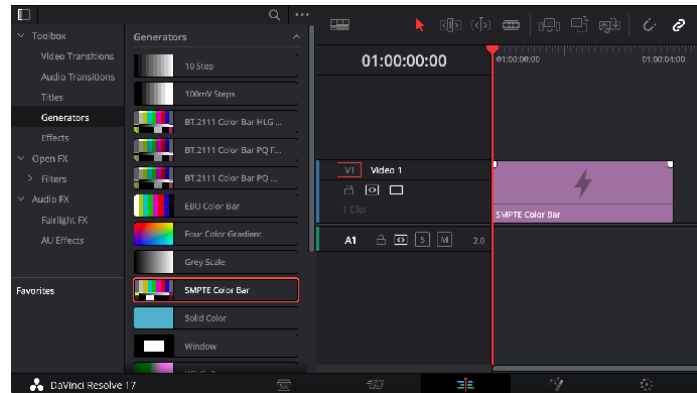 Toolbox
Video Transitions
Audio Transitions
Titles
Generators
Effects
Open FX
Filters
Audio FX
Fairlight FX
AU Effects
Favorites
DaVinci Resolve 17
Generators
10 Step
100mV Steps
BT.2111 Color Bar HLG ...
BT.2111 Color Bar PQ F...
BT.2111 Color Bar PQ ...
EBU Color Bar
Four Color Gradient
Grey Scale
SMPTE Color Bar
Solid Color
Window
01:00:00:00
01:00:00:00
01:00:04:00
V1 Video 1
1 Clip
SMPTE Color Bar
A1 S M 2.0